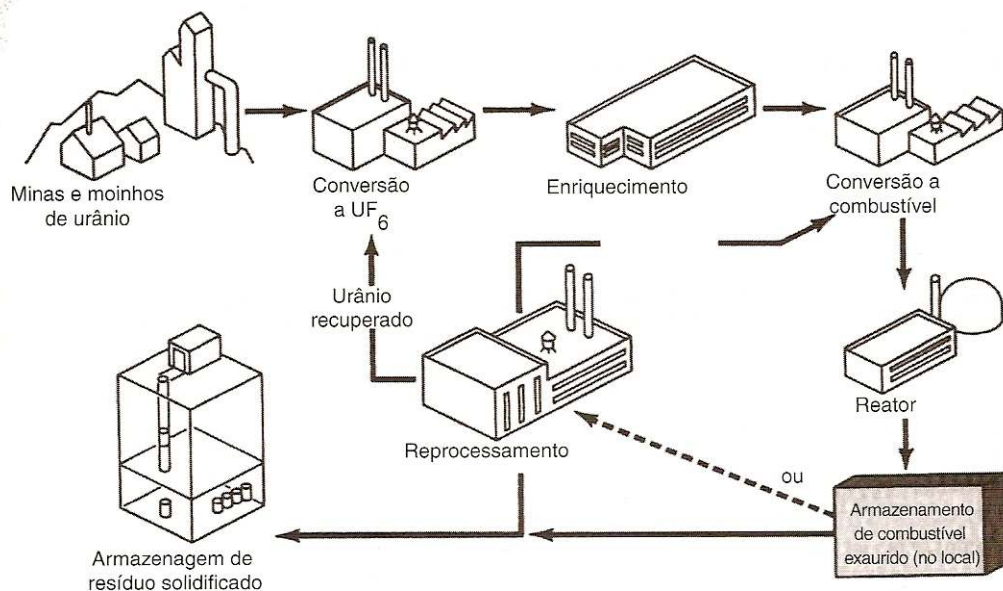 Minas e moinhos
de urânio
Conversão
a UF6
Enriquecimento
Conversão a
combustível
Urânio
recuperado
Reprocessamento
Reator
ou
Armazenamento
de combustível
exaurido (no local)
Armazenagem de
resíduo solidificado